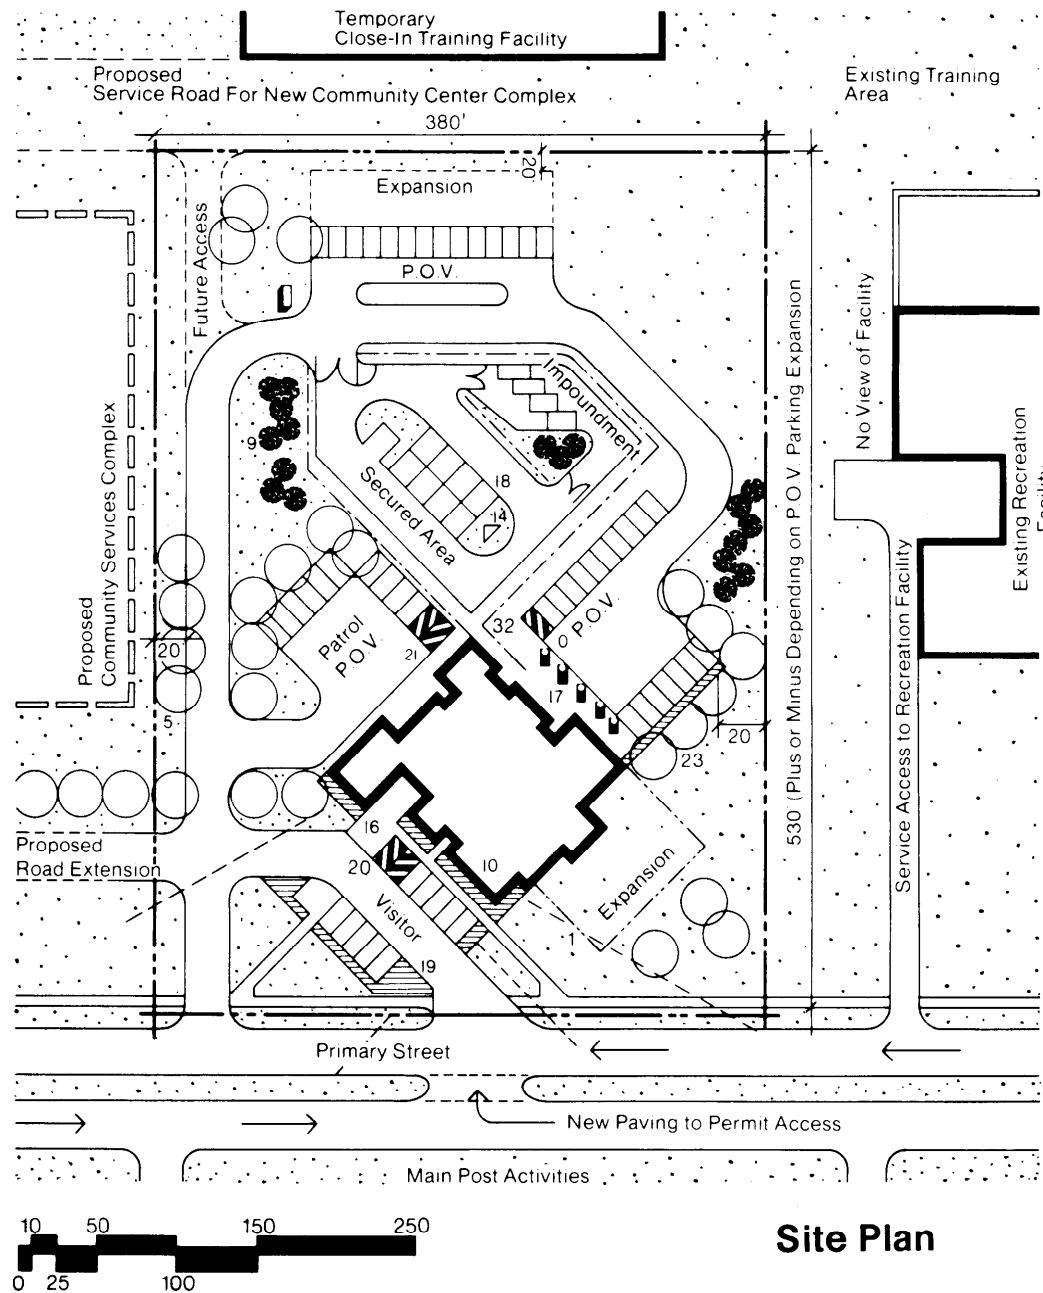 Temporary
Close-In Training Facility
Proposed
Service Road For New Community Center Complex
Existing Training
Area
380'
20'
Expansion
P.O.V.
Future Access
Impoundment
No View of Facility
530 (Plus or Minus Depending on P.O.V. Parking Expansion
Proposed
Community Services Complex
9
18
14
Secured Area
Existing Recreation
Service Access to Recreation Facility
32
0
P.O.V.
Patrol
P.O.V.
21
20
5
17
20
23
16
20
10
Proposed
Road Extension
Visitor
Expansion
1
19
Primary Street
New Paving to Permit Access
Main Post Activities
10 50 150 250
0 25 100
Site Plan